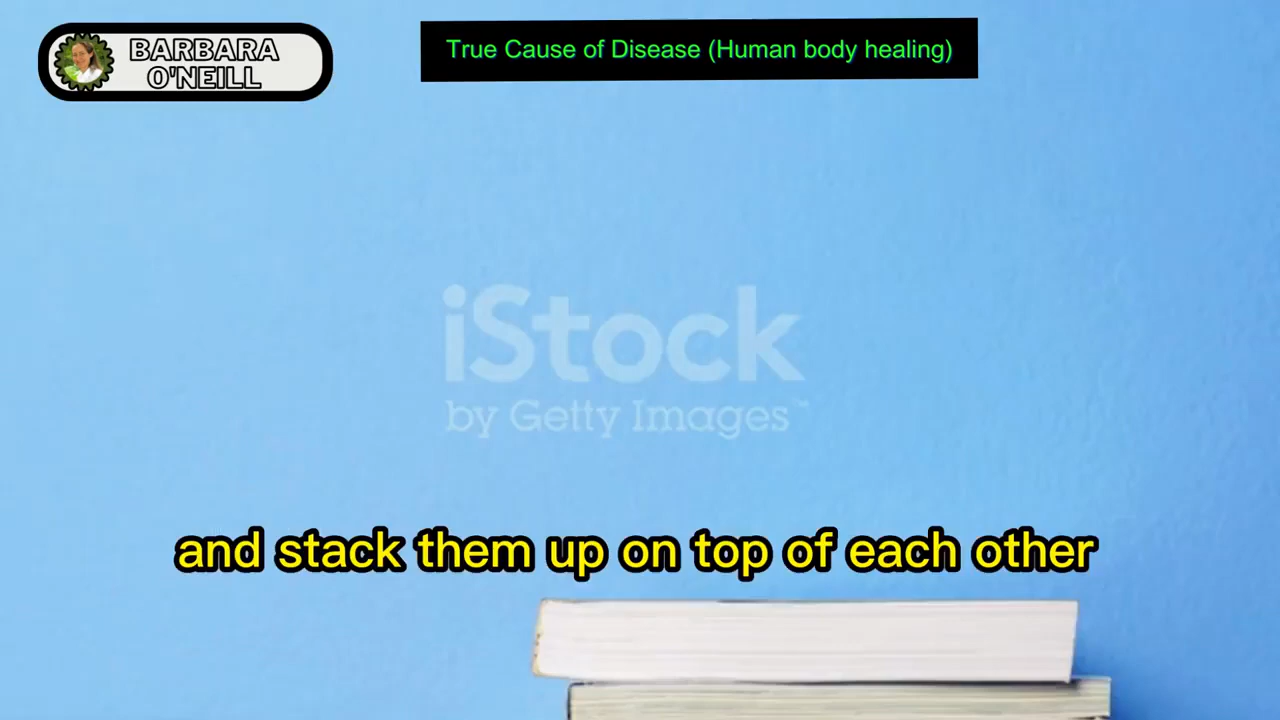 BARBARA
O'NEILL
True Cause of Disease (Human body healing)
iStock
by Getty Images™
and stack them up on top of each other